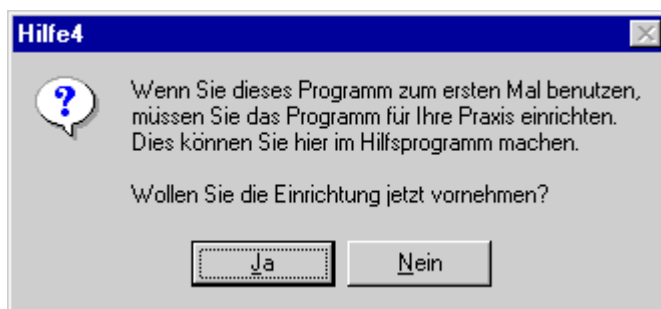 Hilfe4
Wenn Sie dieses Programm zum ersten Mal benutzen,
müssen Sie das Programm für Ihre Praxis einrichten.
Dies können Sie hier im Hilfsprogramm machen.
Wollen Sie die Einrichtung jetzt vornehmen?
Ja Nein